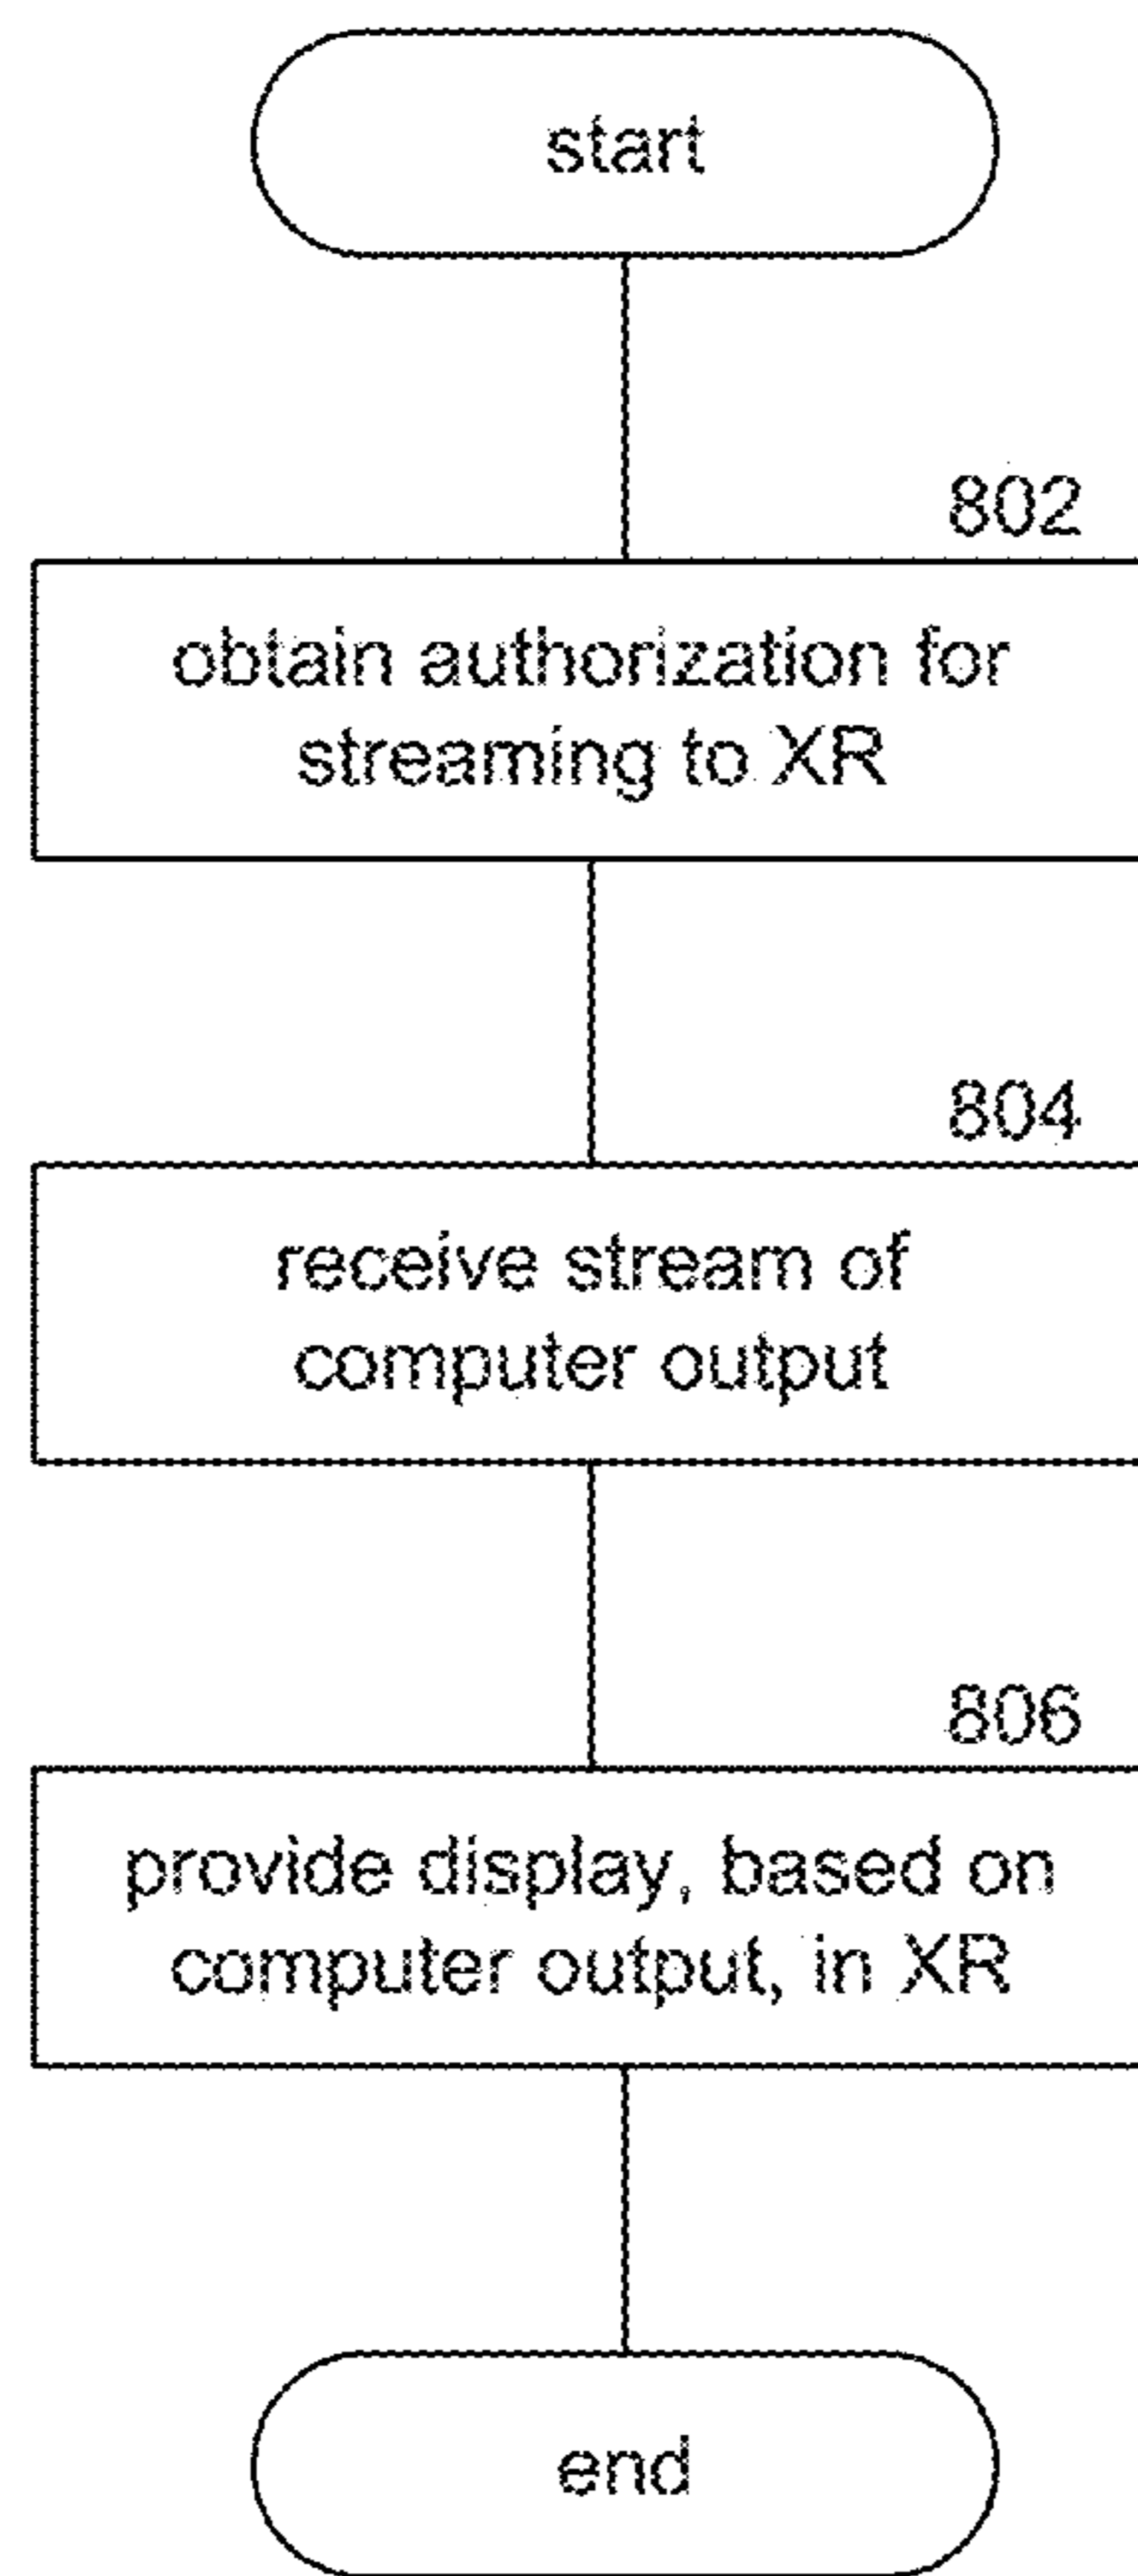 start
802
obtain authorization for
streaming to XR
804
receive stream of
computer output
806
provide display, based on
computer output, in XR
end